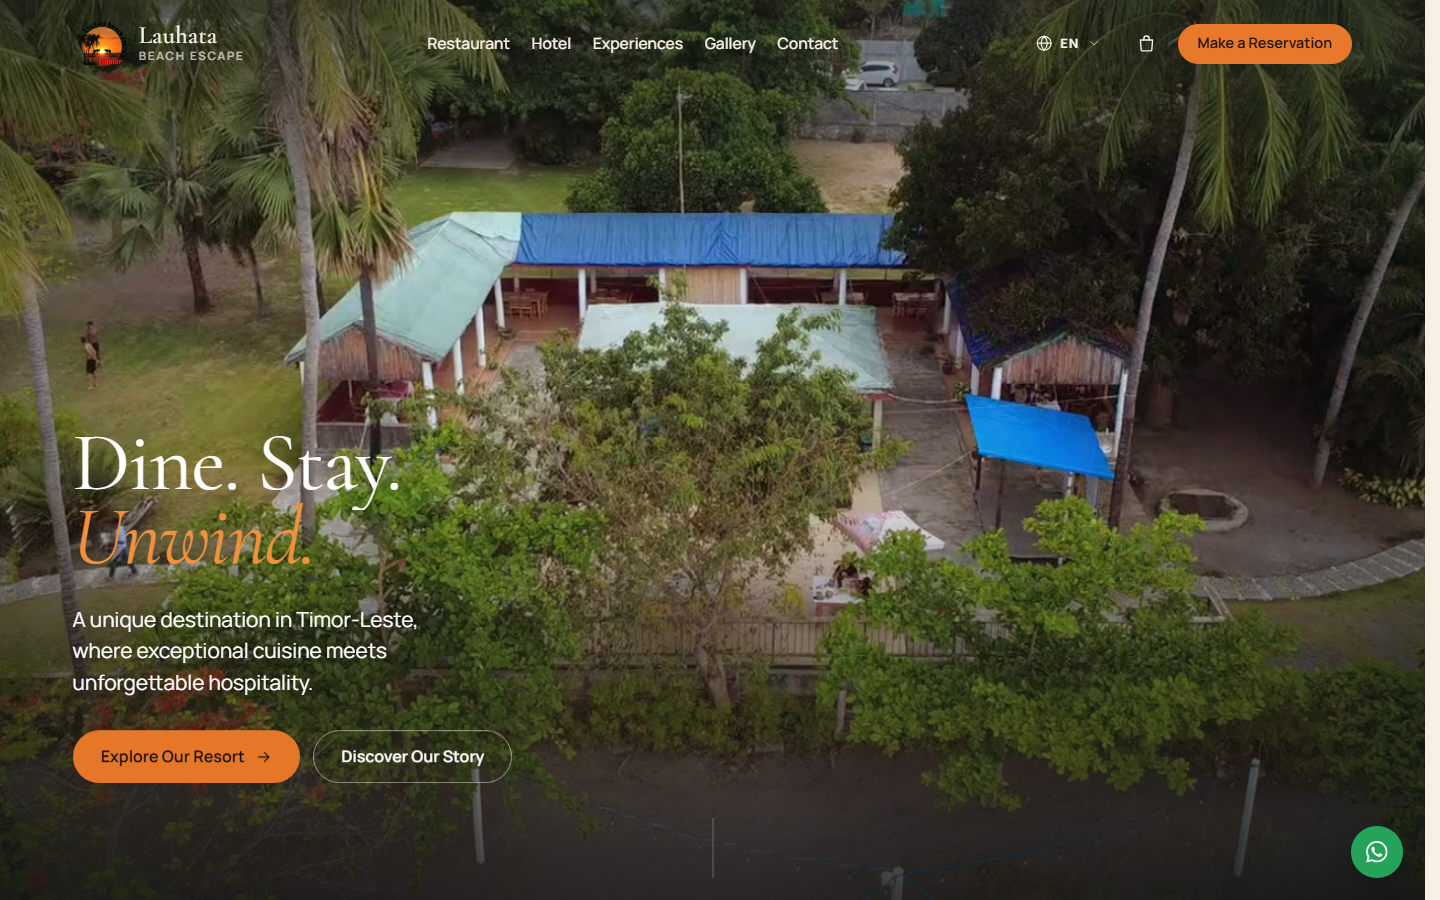 Lauhata
BEACH ESCAPE
Restaurant
Hotel
Experiences
Gallery
Contact
EN
Make a Reservation
Dine. Stay.
Unwind.
A unique destination in Timor-Leste,
where exceptional cuisine meets
unforgettable hospitality.
Explore Our Resort →
Discover Our Story